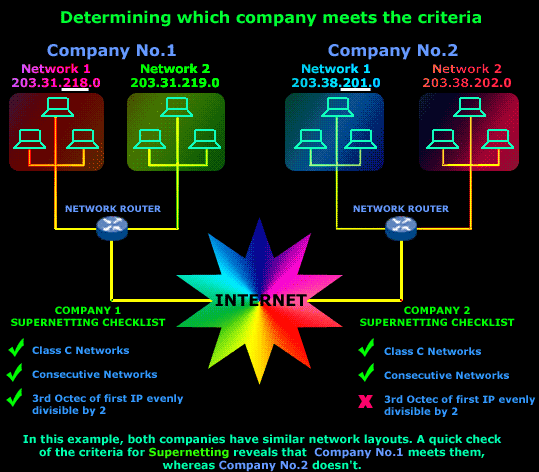 Determining which company meets the criteria
Company No.1
Company No.2
Network 1
203.31.218.0
Network 2
203.31.219.0
Network 1
203.38.201.0
Network 2
203.38.202.0
NETWORK ROUTER
NETWORK ROUTER
INTERNET
COMPANY 1
SUPERNETTING CHECKLIST
Class C Networks
Consecutive Networks
3rd Octec of first IP evenly
divisible by 2
COMPANY 2
SUPERNETTING CHECKLIST
Class C Networks
Consecutive Networks
3rd Octec of first IP evenly
divisible by 2
In this example, both companies have similar network layouts. A quick check
of the criteria for Supernetting reveals that Company No.1 meets them,
whereas Company No.2 doesn't.